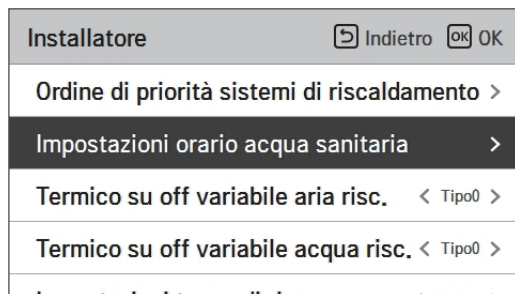 Installatore Indietro OK OK
Ordine di priorità sistemi di riscaldamento >
Impostazioni orario acqua sanitaria >
Termico su off variabile aria risc. < Tipo0 >
Termico su off variabile acqua risc. < Tipo0 >